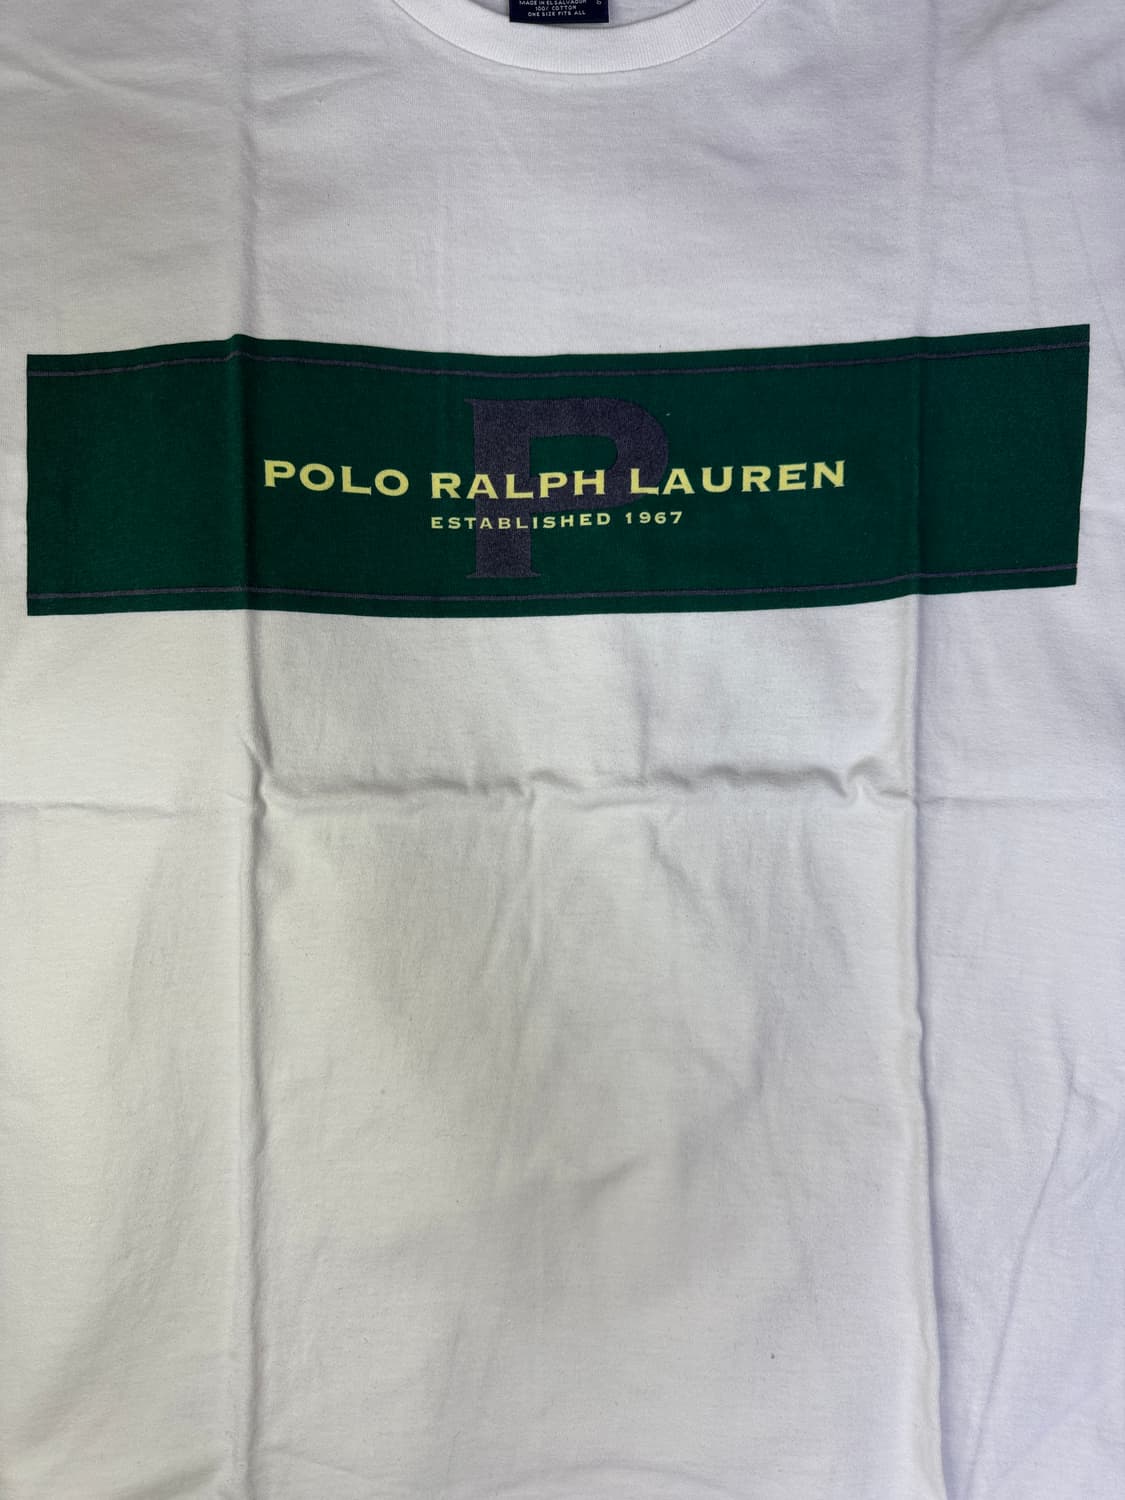 MADE IN EL SALVADOR
100% COTTON
ONE SIZE FITS ALL
P
POLO RALPH LAUREN
ESTABLISHED 1967